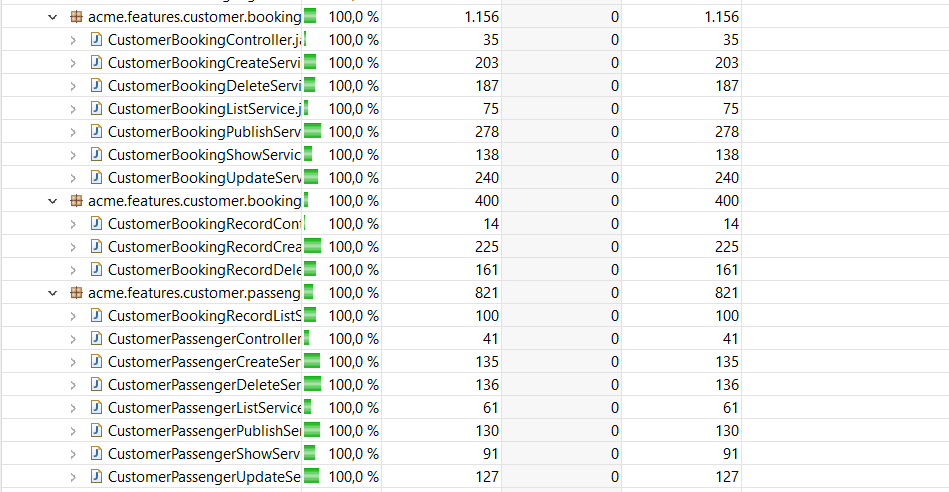 acme.features.customer.booking 100,0 % 1.156 0 1.156
CustomerBookingController.ja 100,0 % 35 0 35
CustomerBookingCreateServi 100,0 % 203 0 203
CustomerBookingDeleteServi 100,0 % 187 0 187
CustomerBookingListService.j 100,0 % 75 0 75
CustomerBookingPublishServ 100,0 % 278 0 278
CustomerBookingShowServic 100,0 % 138 0 138
CustomerBookingUpdateServ 100,0 % 240 0 240
acme.features.customer.booking 100,0 % 400 0 400
CustomerBookingRecordCont 100,0 % 14 0 14
CustomerBookingRecordCrea 100,0 % 225 0 225
CustomerBookingRecordDele 100,0 % 161 0 161
acme.features.customer.passeng 100,0 % 821 0 821
CustomerBookingRecordListS 100,0 % 100 0 100
CustomerPassengerController 100,0 % 41 0 41
CustomerPassengerCreateSer 100,0 % 135 0 135
CustomerPassengerDeleteSer 100,0 % 136 0 136
CustomerPassengerListService 100,0 % 61 0 61
CustomerPassengerPublishSer 100,0 % 130 0 130
CustomerPassengerShowServ 100,0 % 91 0 91
CustomerPassengerUpdateSe 100,0 % 127 0 127